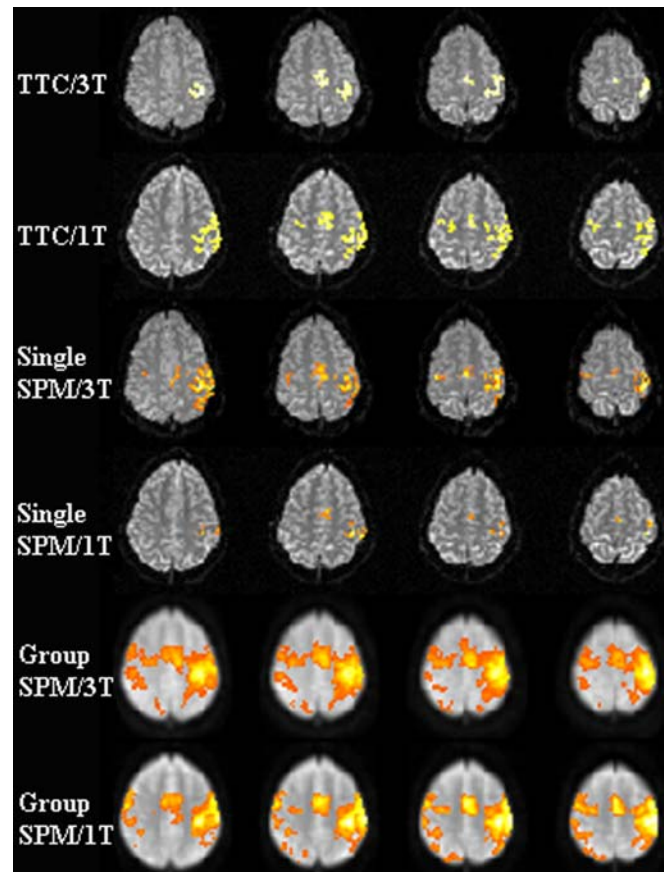 TTC/3T
TTC/1T
Single
SPM/3T
Single
SPM/1T
Group
SPM/3T
Group
SPM/1T